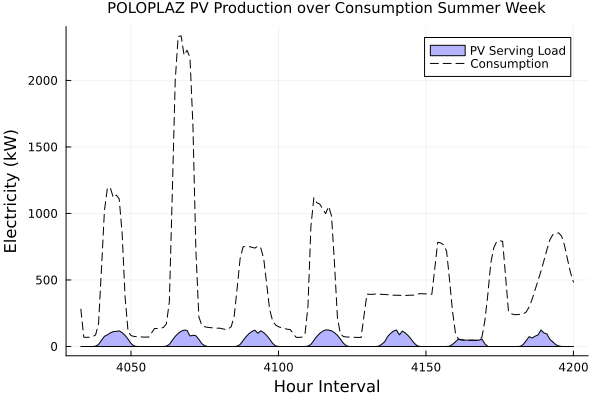 POLOPLAZ PV Production over Consumption Summer Week
PV Serving Load
Consumption
Electricity (kW)
2000
1500
1000
500
0
4050
4100
4150
4200
Hour Interval